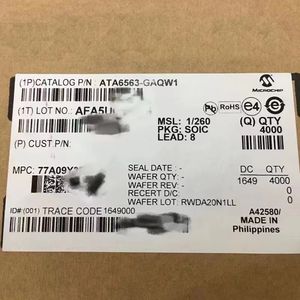 (1P)CATALOG P/N : ATA6563-GAQW1
MICROCHIP
(1T) LOT NO.:
RoHS e4 e
MSL: 1/260 (Q) QTY
PKG: SOIC 4000
LEAD: 8
(P) CUST.P/N:
MPC:
SEAL DATE : - DC QTY
WAFER QTY: - 1649 4000
WAFER REV: - 0
RECERT D/C: 0
WAFER LOT: RWDA20N1LL
ID# (001) TRACE CODE 1649000
A42580/
MADE IN
Philippines